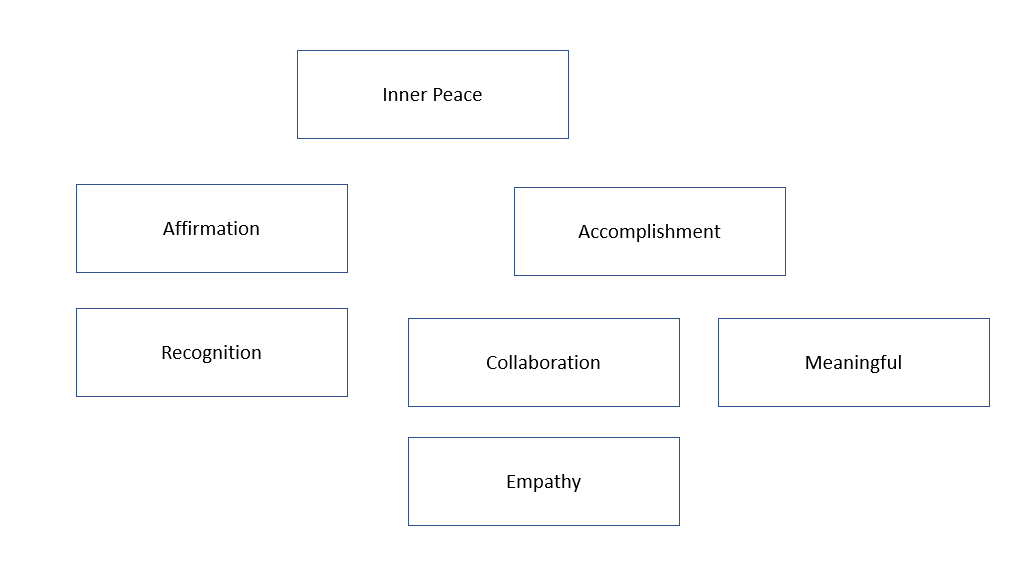 Inner Peace
Affirmation
Accomplishment
Recognition
Collaboration
Meaningful
Empathy